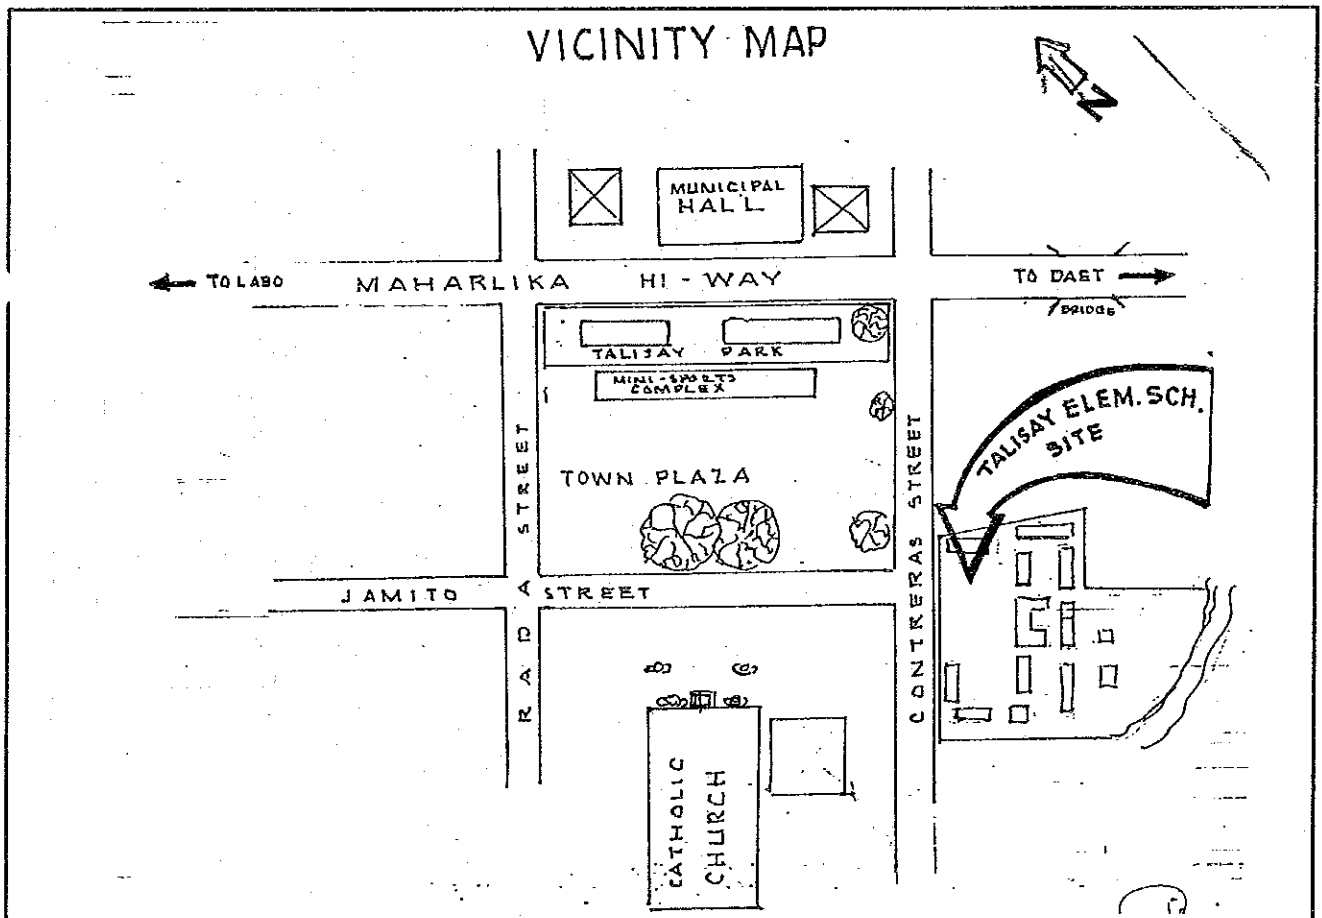 VICINITY MAP
N
MUNICIPAL
HALL
← TO LABO
MAHARLIKA HI-WAY
TO DAET →
BRIDGE
TALISAY PARK
MINI-SPORTS
COMPLEX
TALISAY ELEM. SCH.
SITE
TOWN PLAZA
JAMITO STREET
RADA STREET
CONTRERAS STREET
CATHOLIC
CHURCH